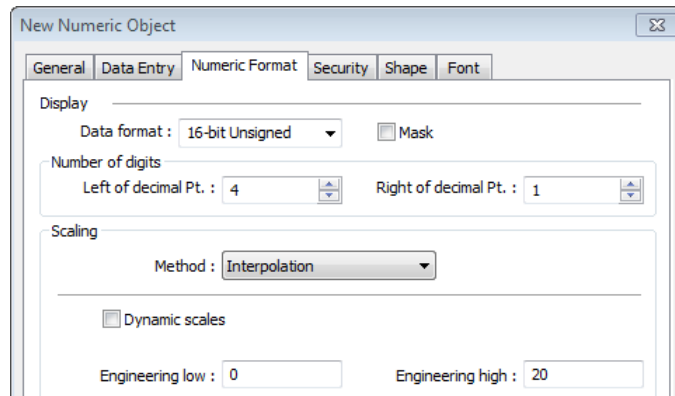 New Numeric Object
General Data Entry Numeric Format Security Shape Font
Display
Data format : 16-bit Unsigned Mask
Number of digits
Left of decimal Pt. : 4 Right of decimal Pt. : 1
Scaling
Method : Interpolation
Dynamic scales
Engineering low : 0 Engineering high : 20